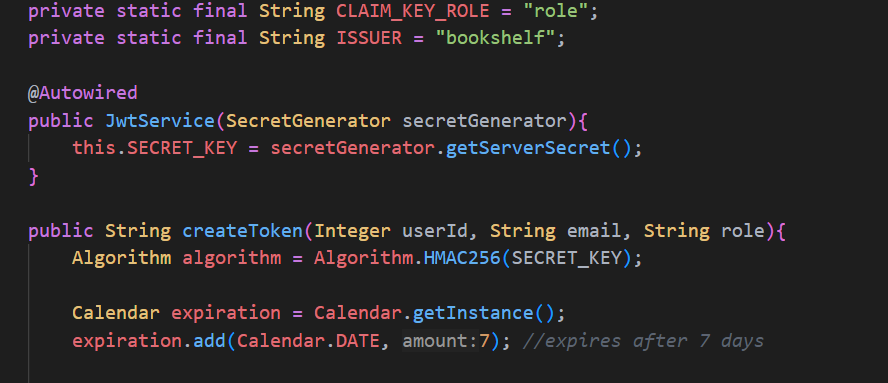 private static final String CLAIM_KEY_ROLE = "role";
private static final String ISSUER = "bookshelf";
@Autowired
public JwtService(SecretGenerator secretGenerator){
this.SECRET_KEY = secretGenerator.getServerSecret();
}
public String createToken(Integer userId, String email, String role){
Algorithm algorithm = Algorithm.HMAC256(SECRET_KEY);
Calendar expiration = Calendar.getInstance();
expiration.add(Calendar.DATE, amount:7); //expires after 7 days